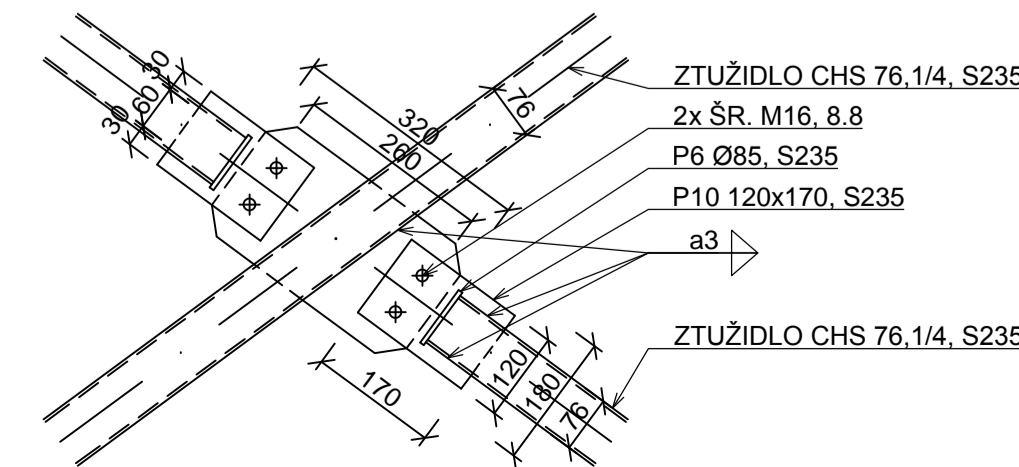 ZTUŽIDLO CHS 76,1/4, S235
2x ŠR. M16, 8.8
P6 Ø85, S235
P10 120x170, S235
a3
ZTUŽIDLO CHS 76,1/4, S235
30
60
30
320
260
76
170
120
180
76